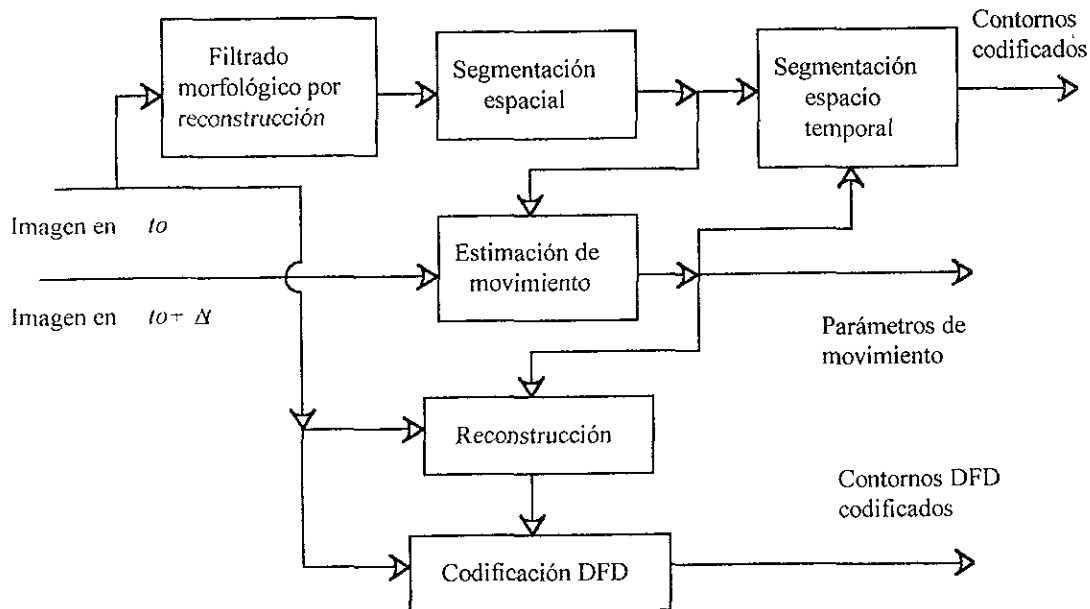 Contornos
codificados
Filtrado
morfológico por
reconstrucción
Segmentación
espacial
Segmentación
espacio
temporal
Imagen en to
Estimación de
movimiento
Imagen en to+ Δt
Parámetros de
movimiento
Reconstrucción
Contornos DFD
codificados
Codificación DFD